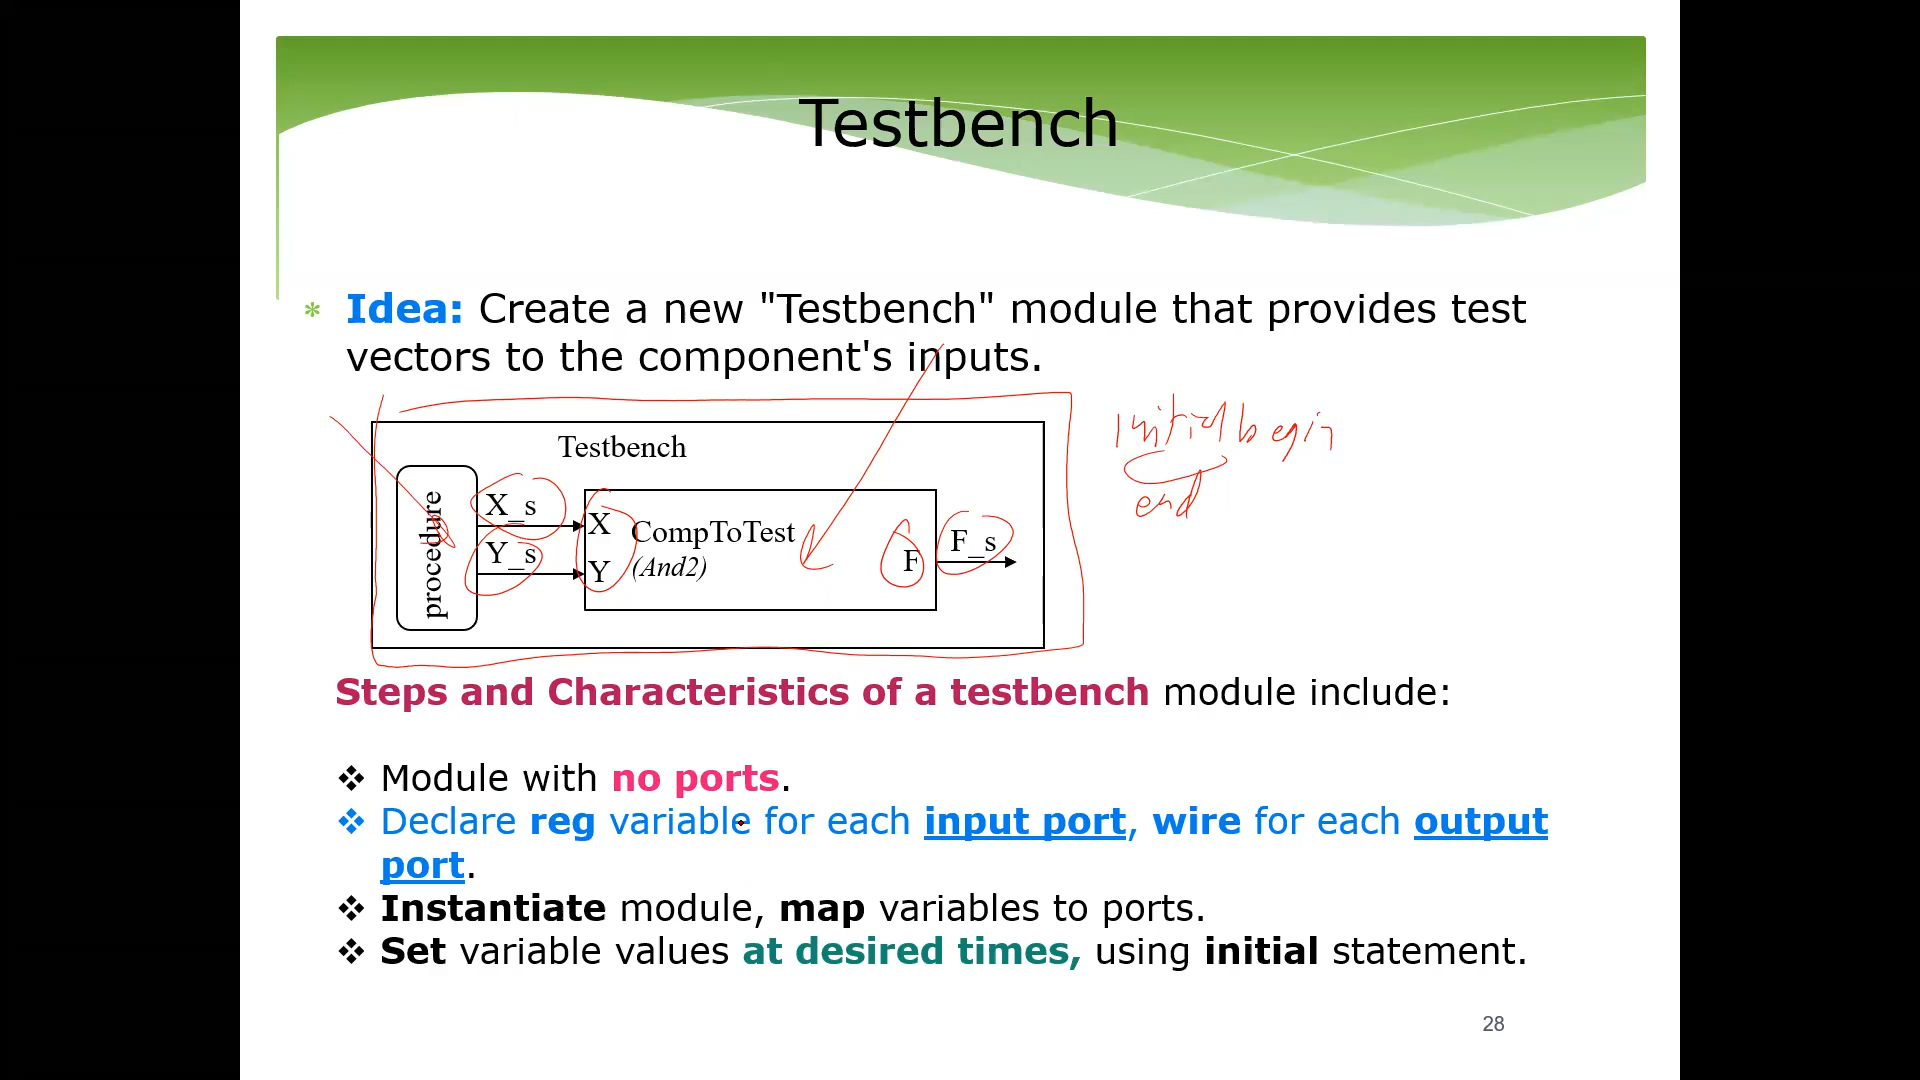 Testbench
* Idea: Create a new "Testbench" module that provides test
vectors to the component's inputs.
Initial begin
end
Testbench
procedure
X_s
Y_s
X
Y
CompToTest
(And2)
F
F_s
Steps and Characteristics of a testbench module include:
❖ Module with no ports.
❖ Declare reg variable for each input port, wire for each output
port.
❖ Instantiate module, map variables to ports.
❖ Set variable values at desired times, using initial statement.
28